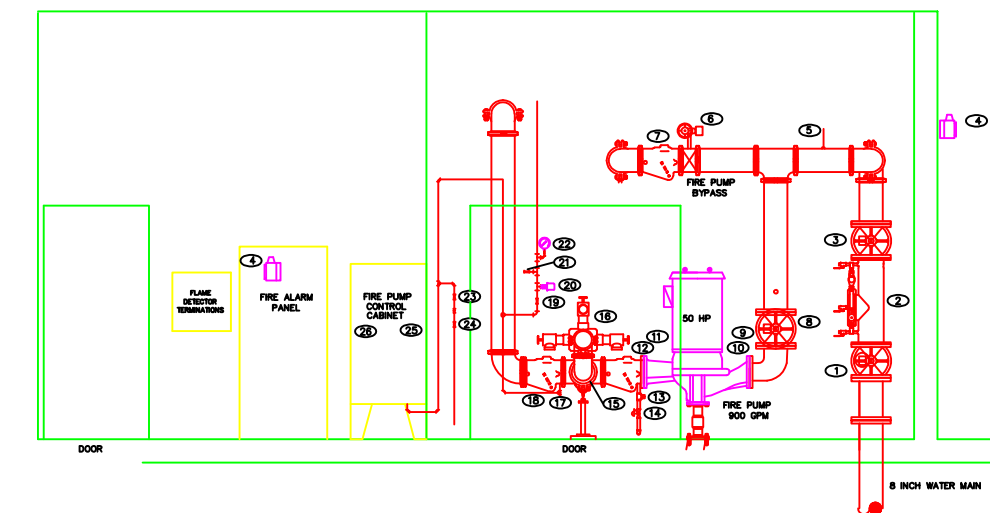 6
4
5
7
FIRE PUMP
BYPASS
3
22
21
4
20
FLAME
DETECTOR
TERMINATIONS
FIRE ALARM
PANEL
FIRE PUMP
CONTROL
CABINET
26
25
23
24
19
16
50 HP
2
8
9
11
12
10
1
18
17
15
13
14
FIRE PUMP
900 GPM
DOOR
DOOR
8 INCH WATER MAIN